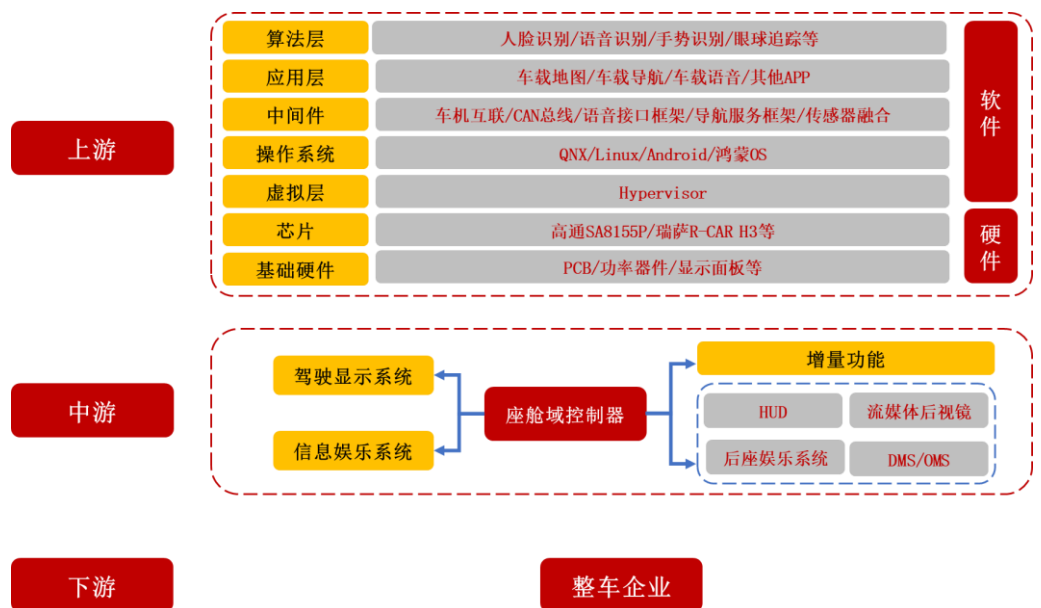 算法层
人脸识别/语音识别/手势识别/眼球追踪等
应用层
车载地图/车载导航/车载语音/其他APP
中间件
车机互联/CAN总线/语音接口框架/导航服务框架/传感器融合
操作系统
QNX/Linux/Android/鸿蒙OS
虚拟层
Hypervisor
芯片
高通SA8155P/瑞萨R-CAR H3等
基础硬件
PCB/功率器件/显示面板等
软件
硬件
上游
驾驶显示系统
信息娱乐系统
座舱域控制器
增量功能
HUD
流媒体后视镜
后座娱乐系统
DMS/OMS
中游
下游
整车企业